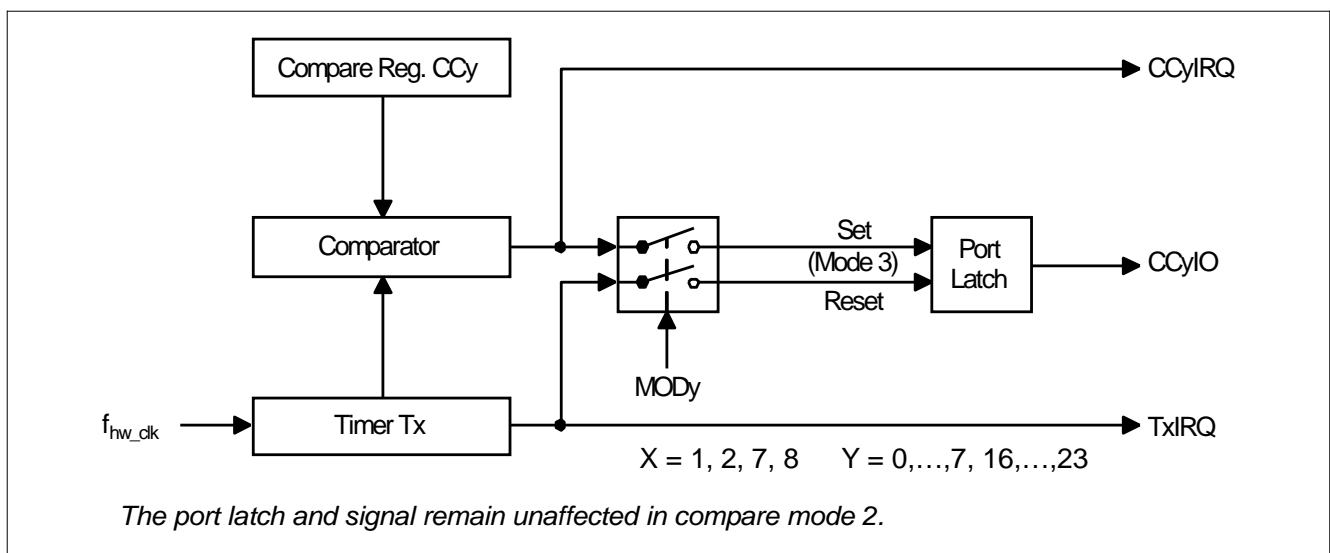 Compare Reg. CCy
CCyIRQ
Comparator
Set
(Mode 3)
Reset
Port
Latch
CCyIO
MODy
fhw_clk
Timer Tx
TxIRQ
X = 1, 2, 7, 8 Y = 0,...,7, 16,...,23
The port latch and signal remain unaffected in compare mode 2.